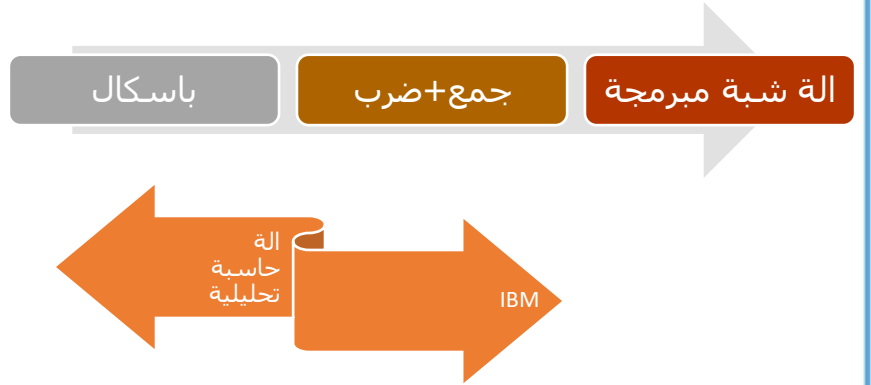 باسكال
جمع+ضرب
الة شبة مبرمجة
الة
حاسبة
تحليلية
IBM